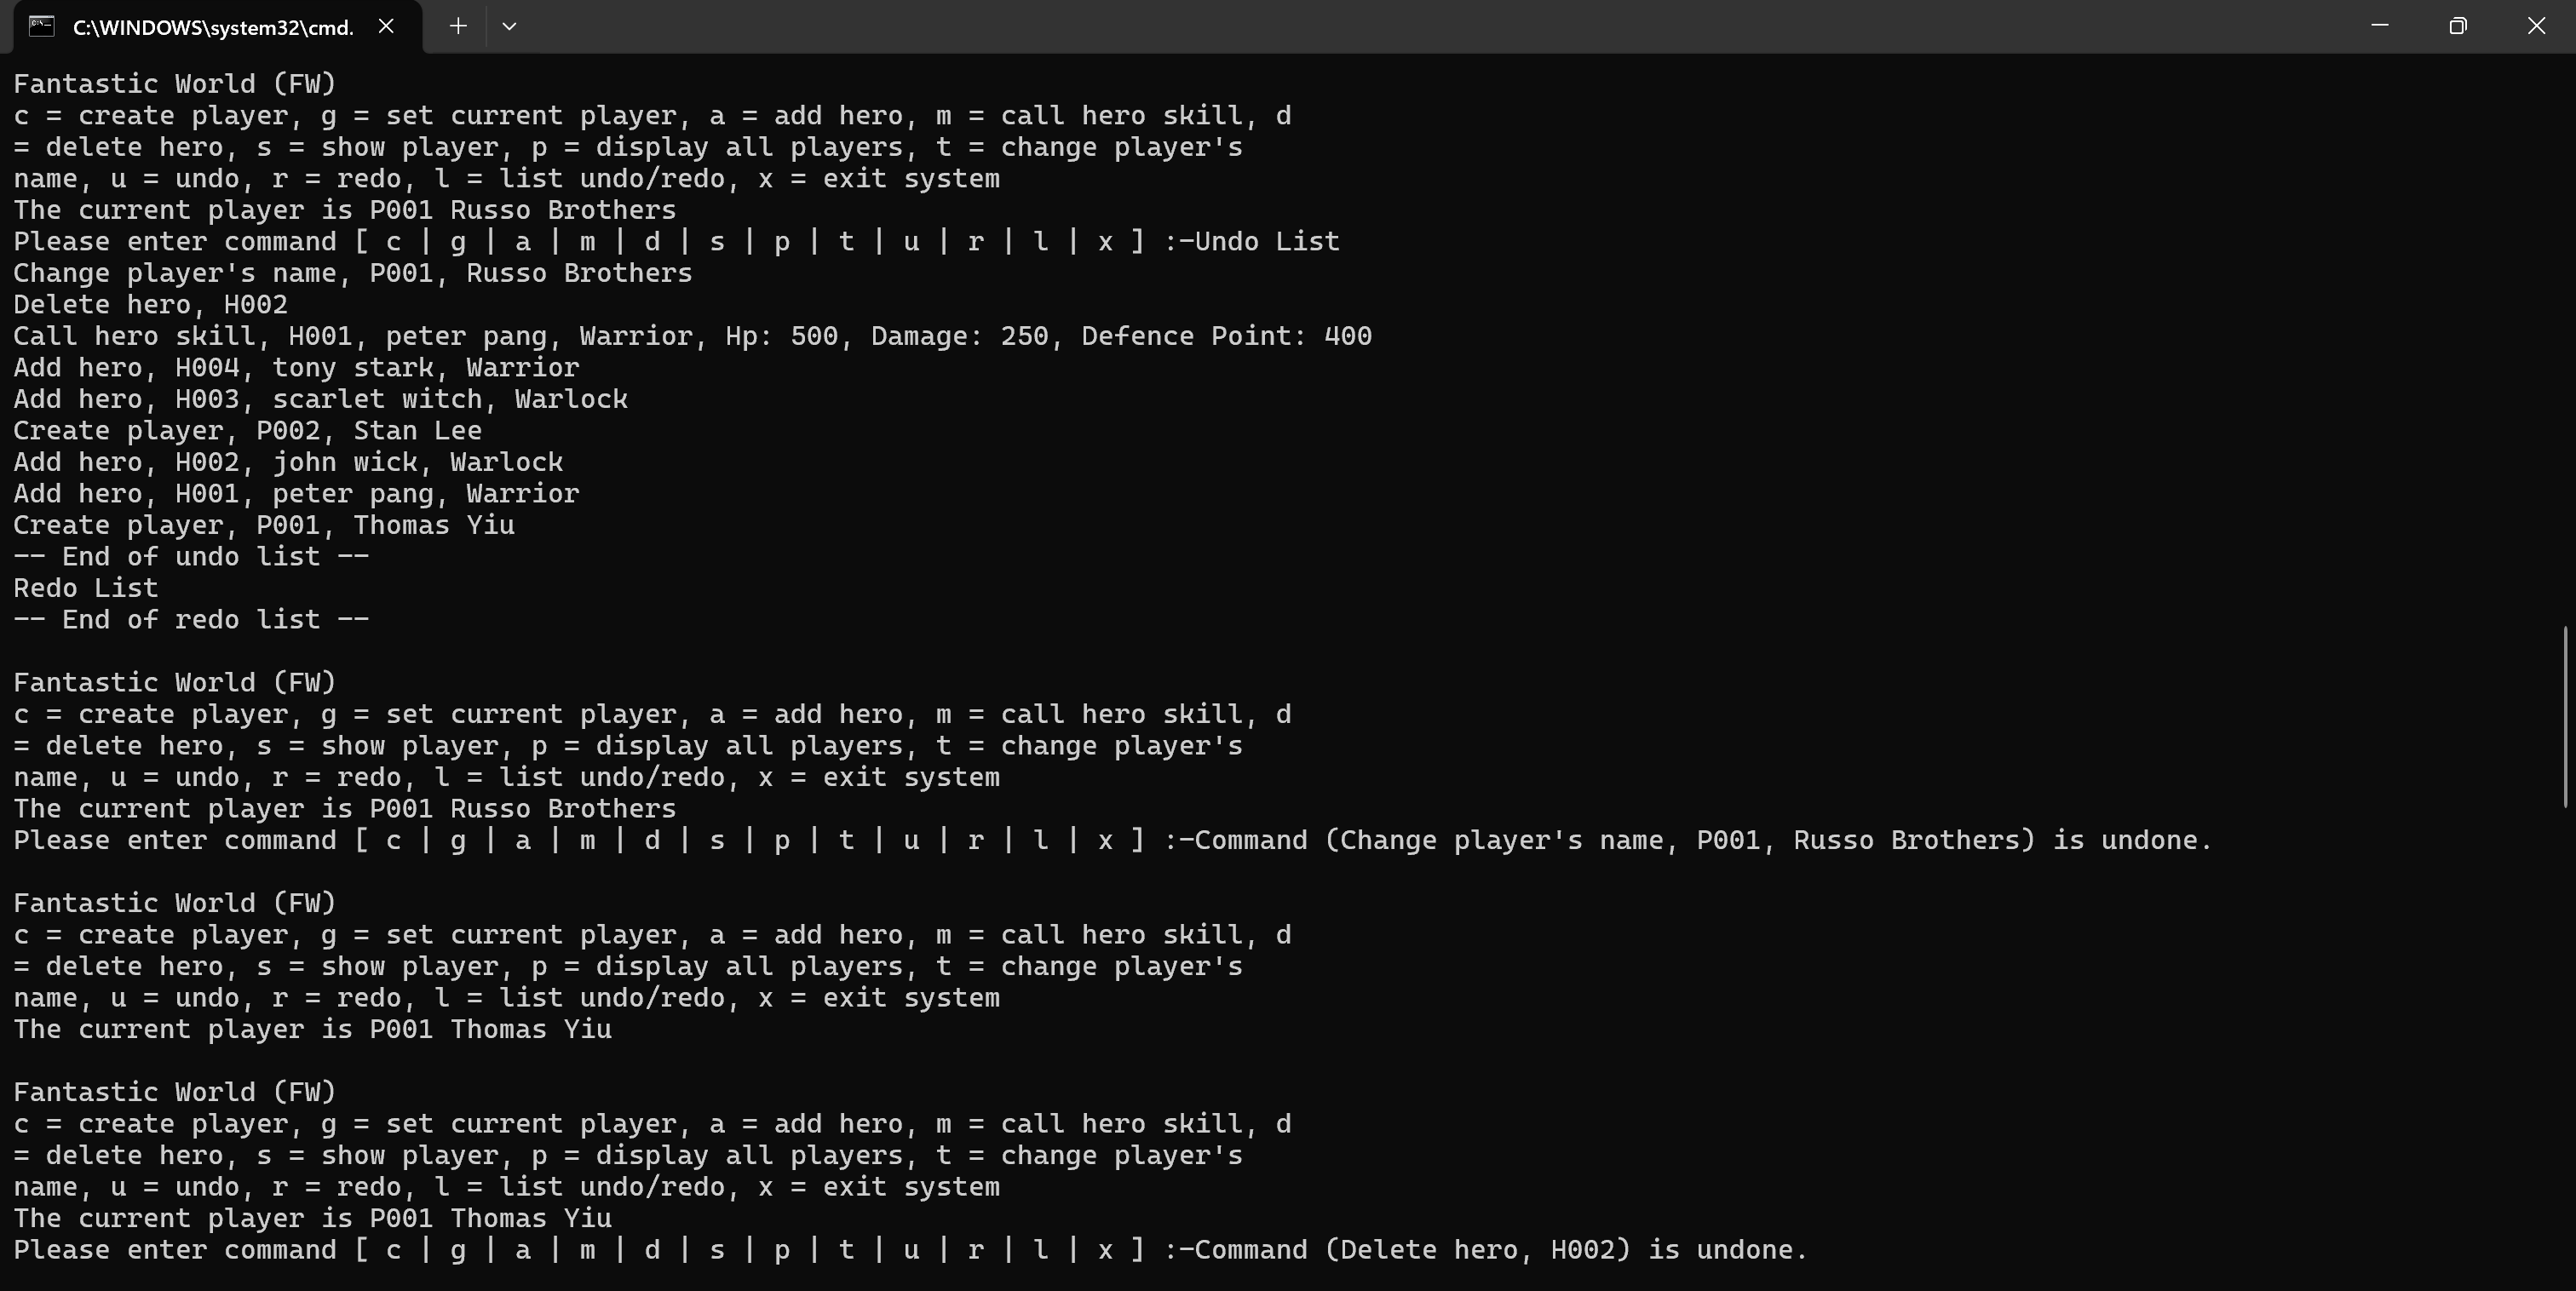 C:\WINDOWS\system32\cmd.
Fantastic World (FW)
c = create player, g = set current player, a = add hero, m = call hero skill, d
= delete hero, s = show player, p = display all players, t = change player's
name, u = undo, r = redo, l = list undo/redo, x = exit system
The current player is P001 Russo Brothers
Please enter command [ c | g | a | m | d | s | p | t | u | r | l | x ] :-Undo List
Change player's name, P001, Russo Brothers
Delete hero, H002
Call hero skill, H001, peter pang, Warrior, Hp: 500, Damage: 250, Defence Point: 400
Add hero, H004, tony stark, Warrior
Add hero, H003, scarlet witch, Warlock
Create player, P002, Stan Lee
Add hero, H002, john wick, Warlock
Add hero, H001, peter pang, Warrior
Create player, P001, Thomas Yiu
-- End of undo list --
Redo List
-- End of redo list --
Fantastic World (FW)
c = create player, g = set current player, a = add hero, m = call hero skill, d
= delete hero, s = show player, p = display all players, t = change player's
name, u = undo, r = redo, l = list undo/redo, x = exit system
The current player is P001 Russo Brothers
Please enter command [ c | g | a | m | d | s | p | t | u | r | l | x ] :-Command (Change player's name, P001, Russo Brothers) is undone.
Fantastic World (FW)
c = create player, g = set current player, a = add hero, m = call hero skill, d
= delete hero, s = show player, p = display all players, t = change player's
name, u = undo, r = redo, l = list undo/redo, x = exit system
The current player is P001 Thomas Yiu
Fantastic World (FW)
c = create player, g = set current player, a = add hero, m = call hero skill, d
= delete hero, s = show player, p = display all players, t = change player's
name, u = undo, r = redo, l = list undo/redo, x = exit system
The current player is P001 Thomas Yiu
Please enter command [ c | g | a | m | d | s | p | t | u | r | l | x ] :-Command (Delete hero, H002) is undone.